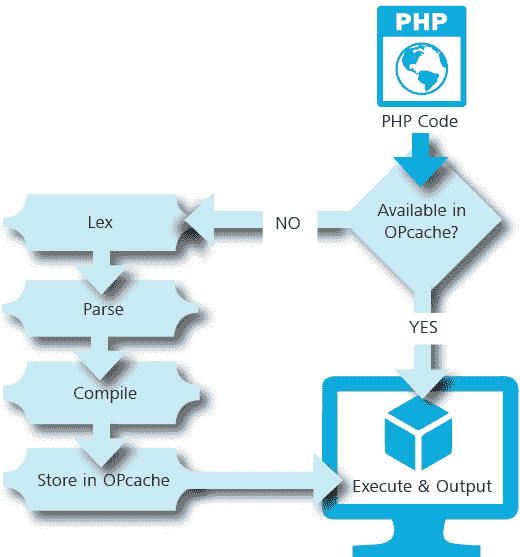 PHP
PHP Code
Available in
OPcache?
NO
YES
Lex
Parse
Compile
Store in OPcache
Execute & Output